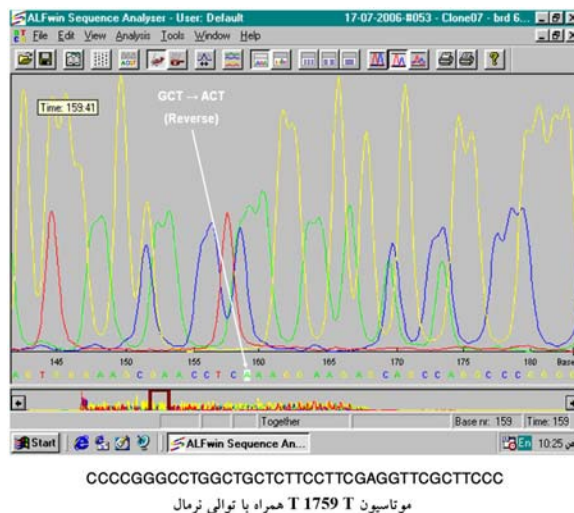 ALFwin Sequence Analyser - User: Default 17-07-2006-#053 - Clone07 - brd 6...
File Edit View Analysis Tools Window Help
Time: 159.41
GCT → ACT
(Reverse)
145 150 155 160 165 170 175 180 Base
Together Base nr: 159 Time: 159
Start ALFwin Sequence An... En 10:25 ص
CCCCGGGCCTGGCTGCTCTTCCTTCGAGGTTCGCTTCCC
موتاسیون T 1759 T همراه با توالی نرمال